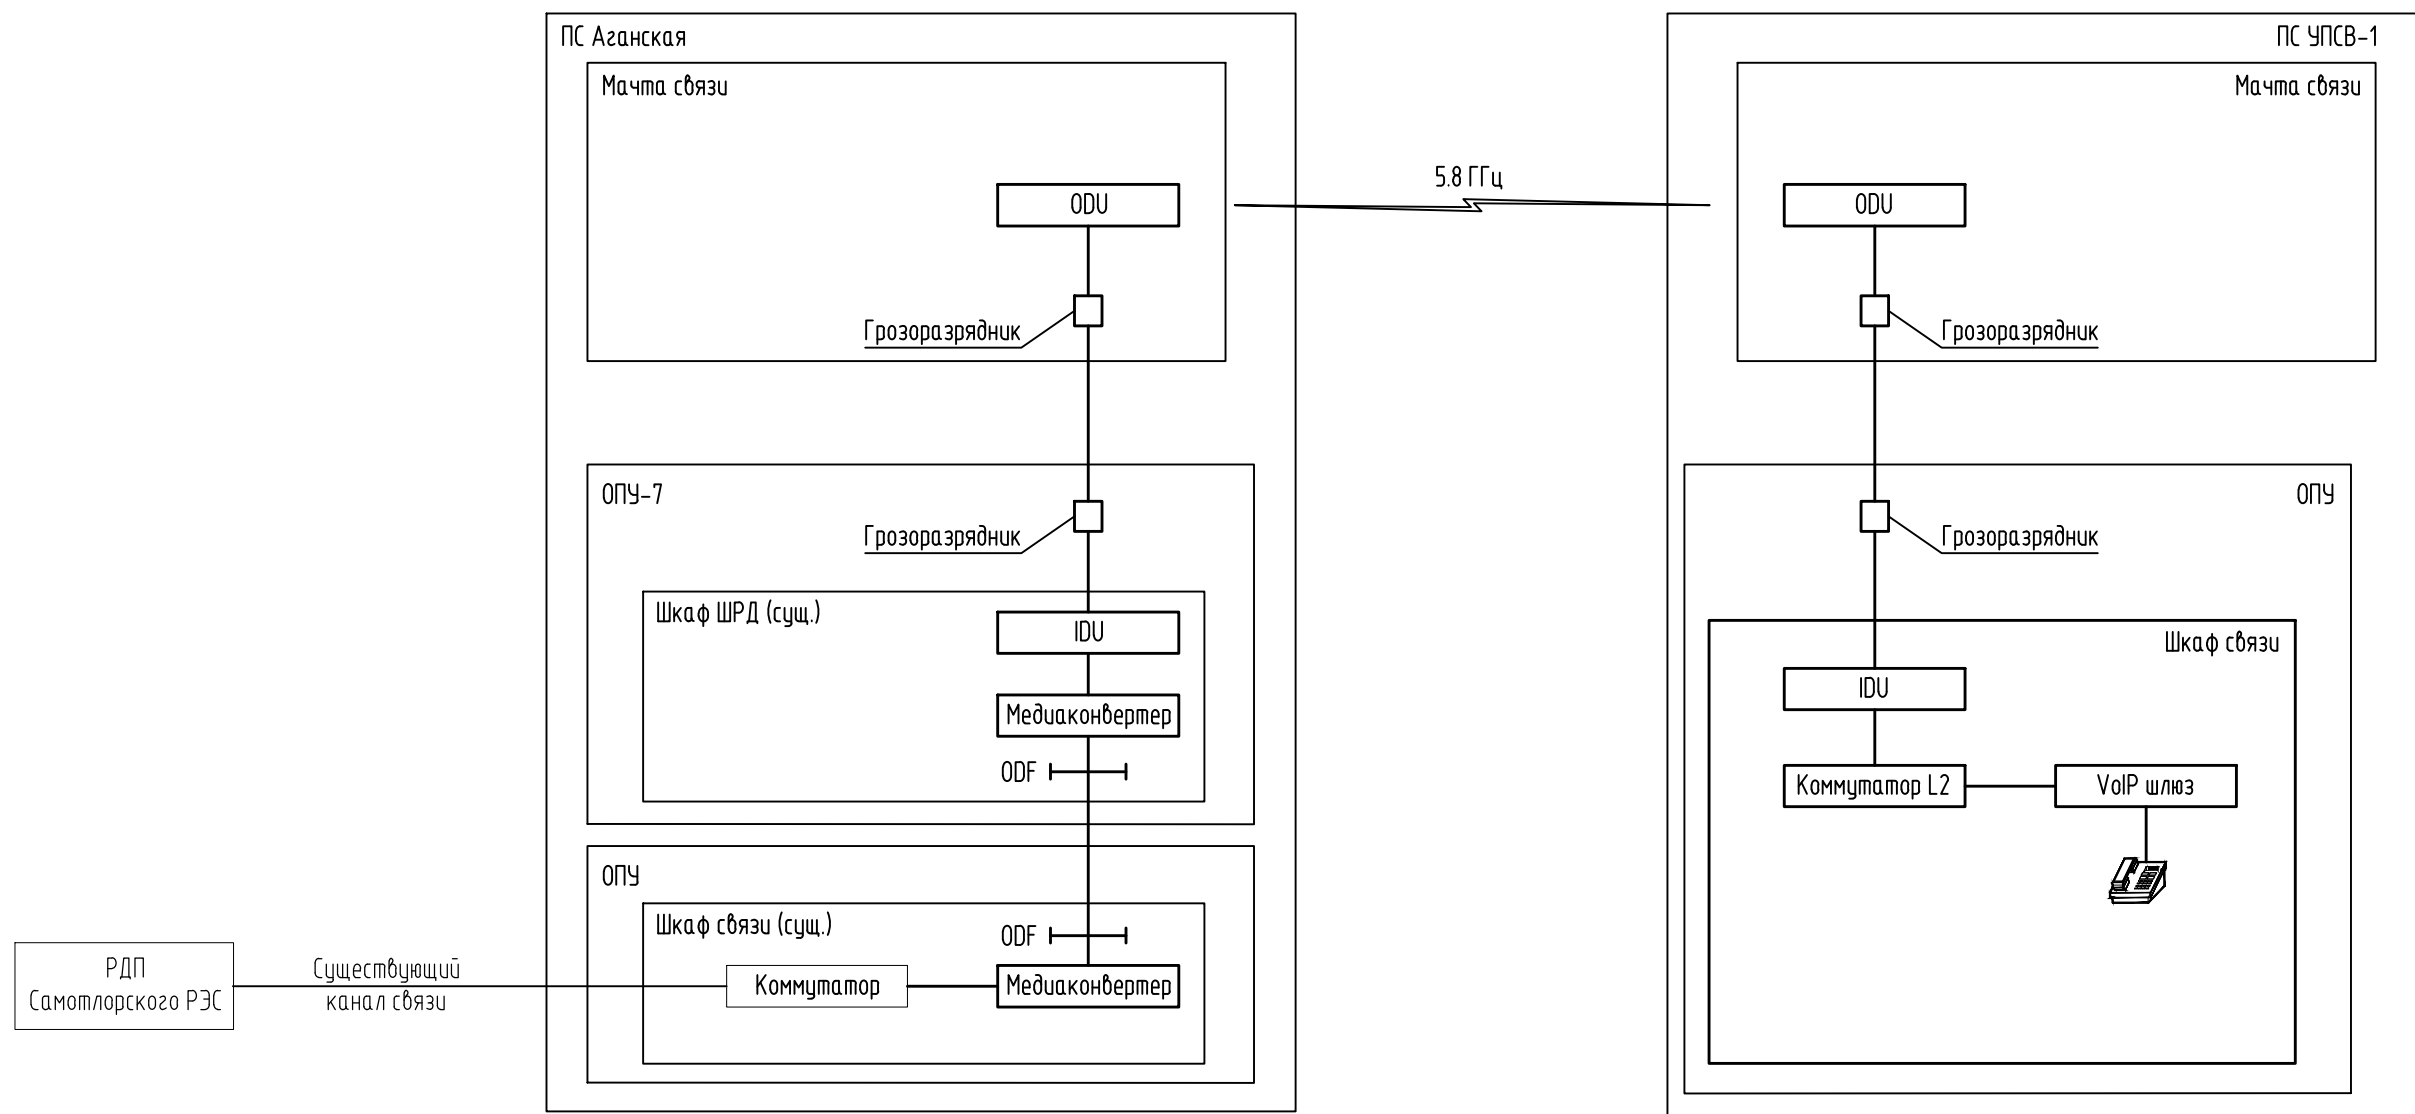 ПС Аганская
Мачта связи
ODU
Грозоразрядник
ОПУ-7
Грозоразрядник
Шкаф ШРД (сущ.)
IDU
Медиаконвертер
ODF
ОПУ
Шкаф связи (сущ.)
ODF
Коммутатор
Медиаконвертер
РДП
Самотлорского РЭС
Существующий
канал связи
5.8 ГГц
ПС УПСВ-1
Мачта связи
ODU
Грозоразрядник
ОПУ
Грозоразрядник
Шкаф связи
IDU
Коммутатор L2
VoIP шлюз